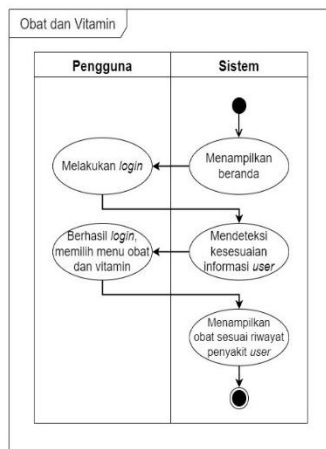 Obat dan Vitamin
Pengguna
Sistem
Menampilkan
beranda
Melakukan login
Mendeteksi
kesesuaian
informasi user
Berhasil login,
memilih menu obat
dan vitamin
Menampilkan
obat sesuai riwayat
penyakit user